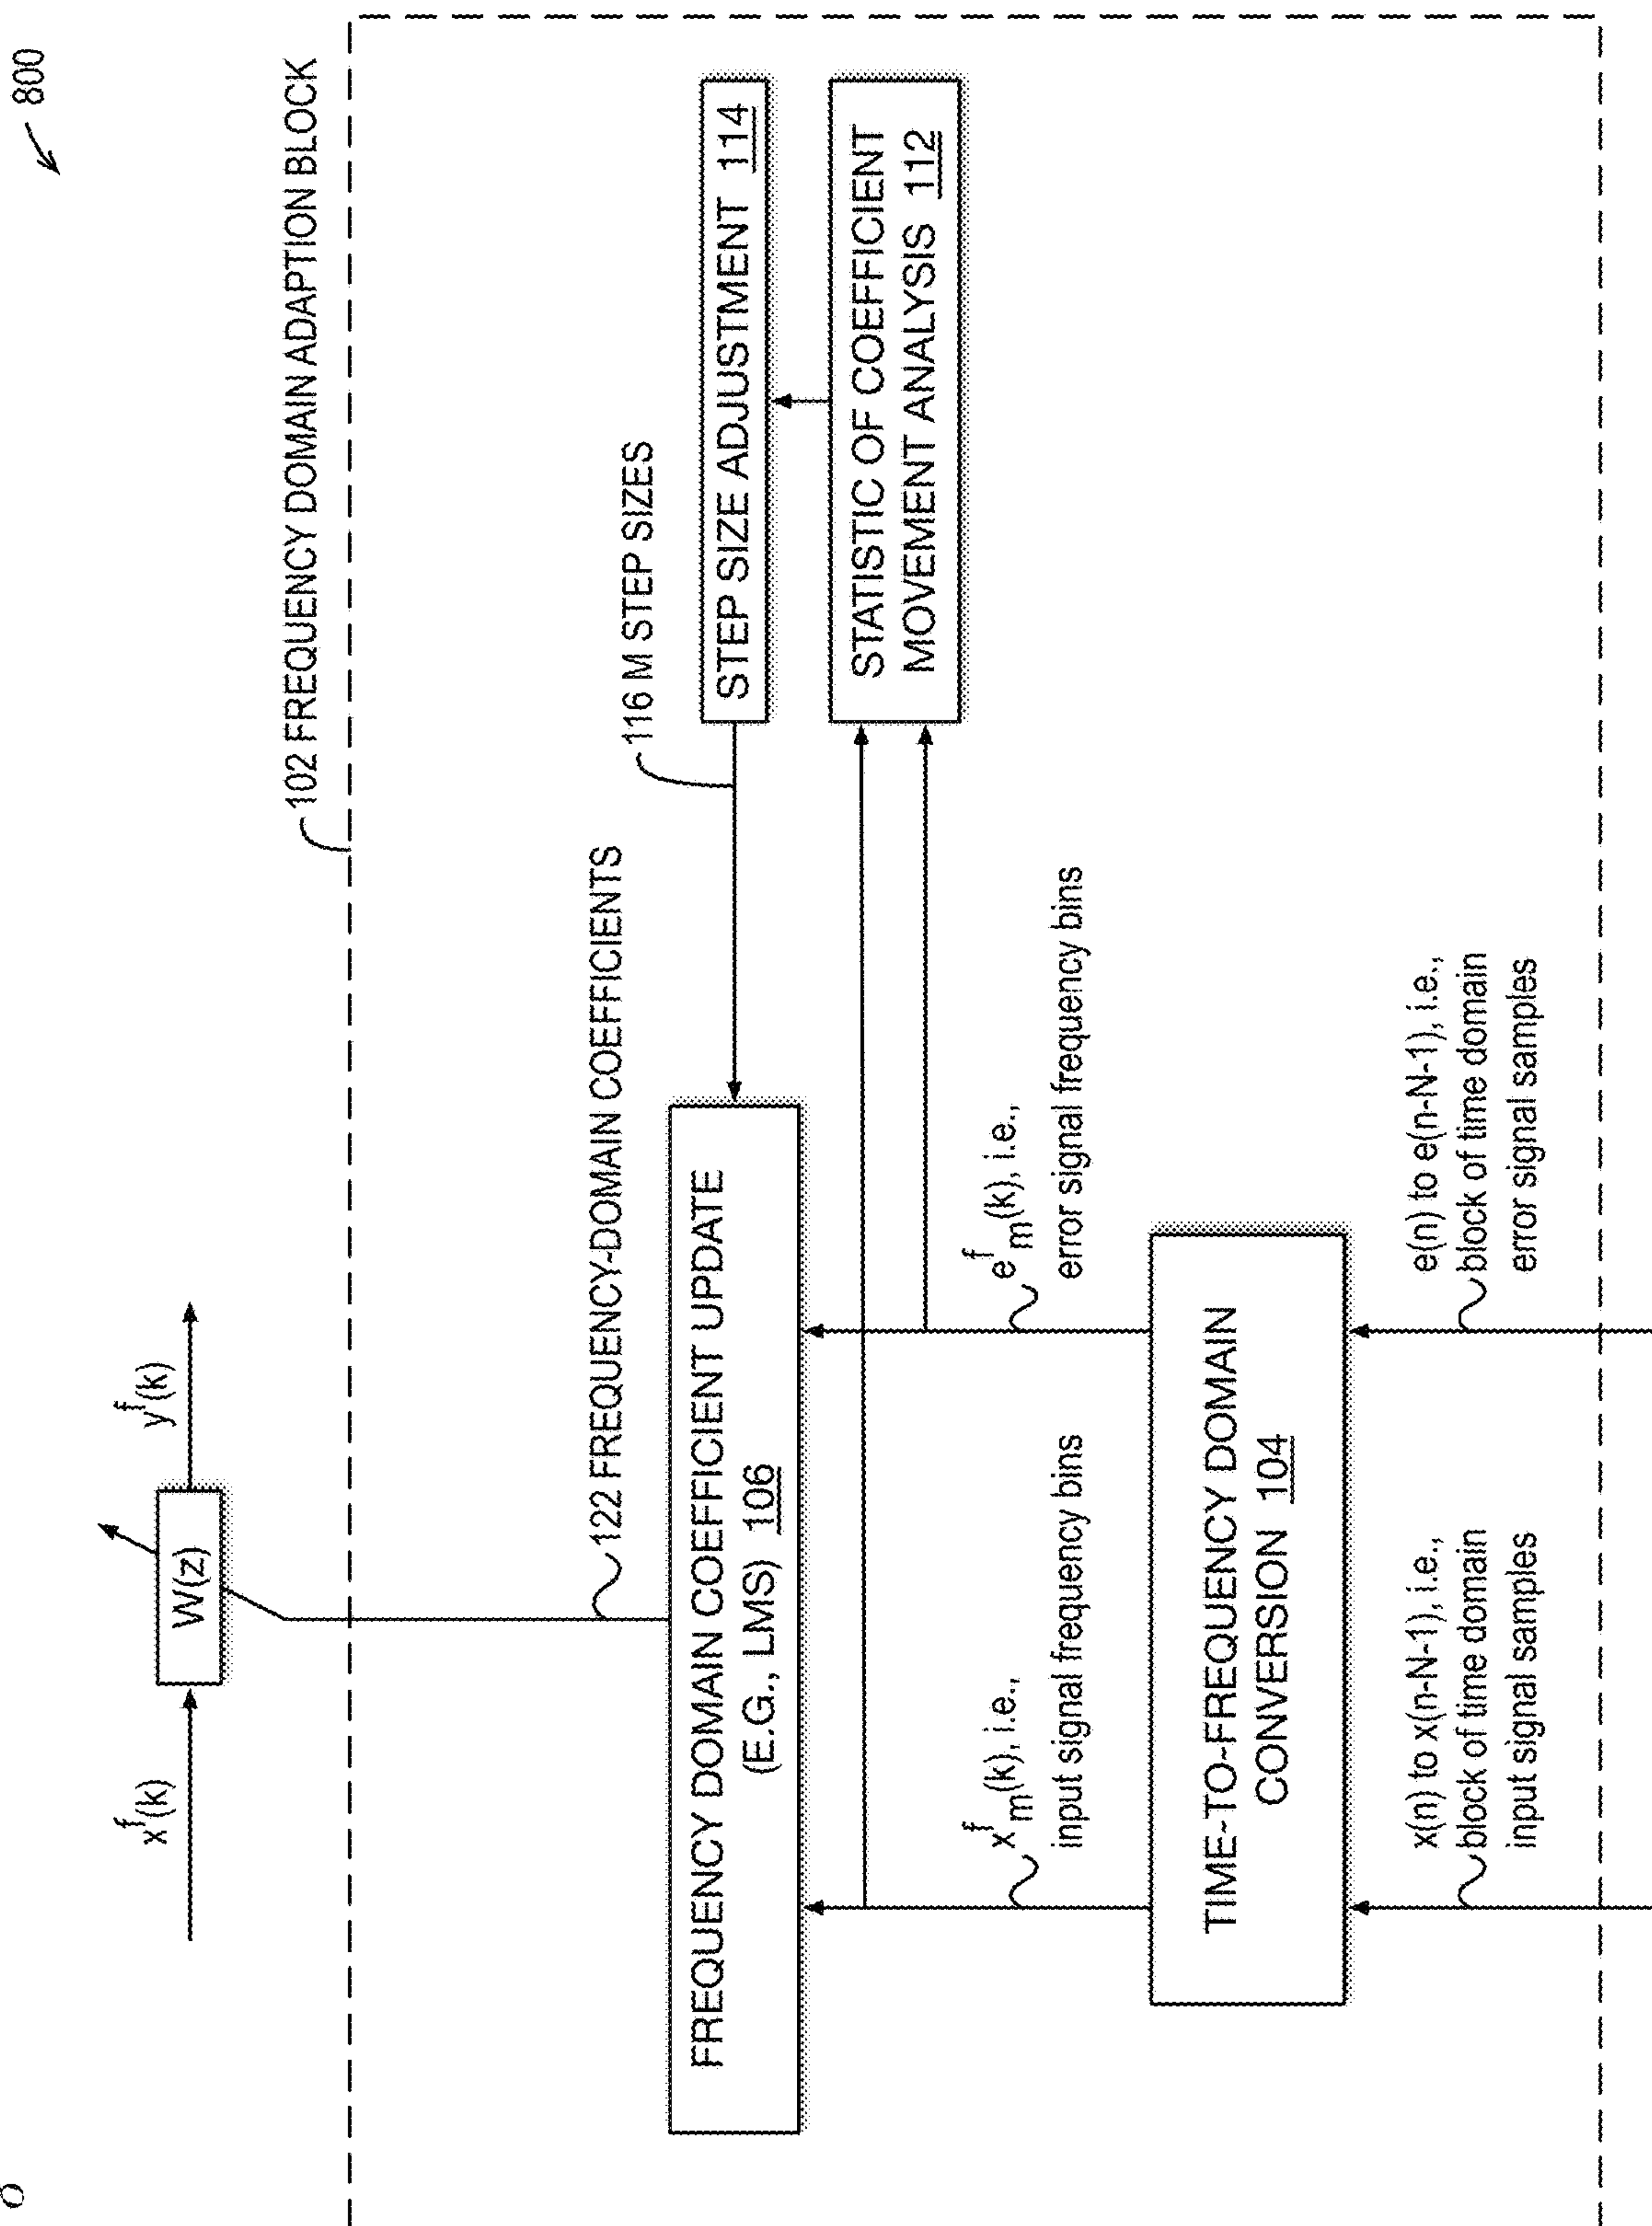 800
x^f(k)
W(z)
y^f(k)
102 FREQUENCY DOMAIN ADAPTION BLOCK
122 FREQUENCY-DOMAIN COEFFICIENTS
116 M STEP SIZES
FREQUENCY DOMAIN COEFFICIENT UPDATE
(E.G., LMS) 106
STEP SIZE ADJUSTMENT 114
STATISTIC OF COEFFICIENT
MOVEMENT ANALYSIS 112
x^f_m(k), i.e.,
input signal frequency bins
e^f_m(k), i.e.,
error signal frequency bins
TIME-TO-FREQUENCY DOMAIN
CONVERSION 104
x(n) to x(n-N-1), i.e.,
block of time domain
input signal samples
e(n) to e(n-N-1), i.e.,
block of time domain
error signal samples